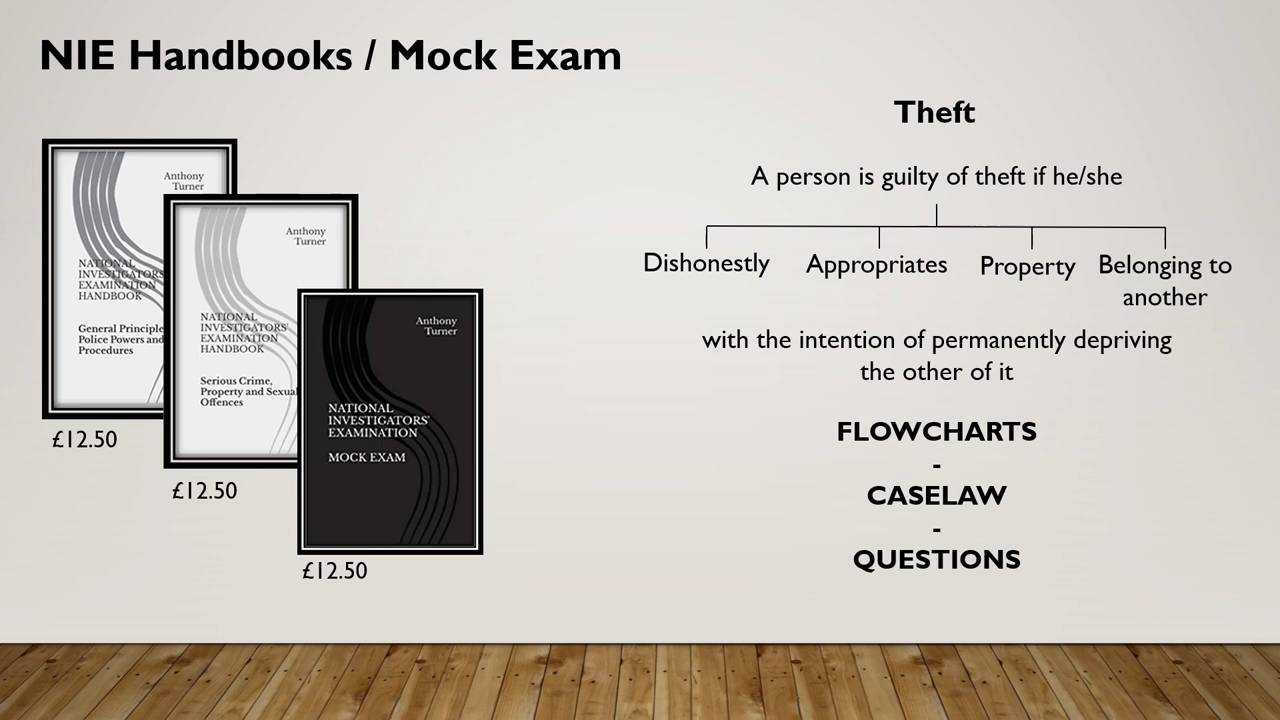 NIE Handbooks / Mock Exam
Anthony
Turner
NATIONAL
INVESTIGATORS
EXAMINATION
HANDBOOK
General Principle
Police Powers and
Procedures
£12.50
Anthony
Turner
NATIONAL
INVESTIGATORS'
EXAMINATION
HANDBOOK
Serious Crime,
Property and Sexual
Offences
£12.50
Anthony
Turner
NATIONAL
INVESTIGATORS'
EXAMINATION
MOCK EXAM
£12.50
Theft
A person is guilty of theft if he/she
Dishonestly
Appropriates
Property
Belonging to
another
with the intention of permanently depriving
the other of it
FLOWCHARTS
-
CASELAW
-
QUESTIONS